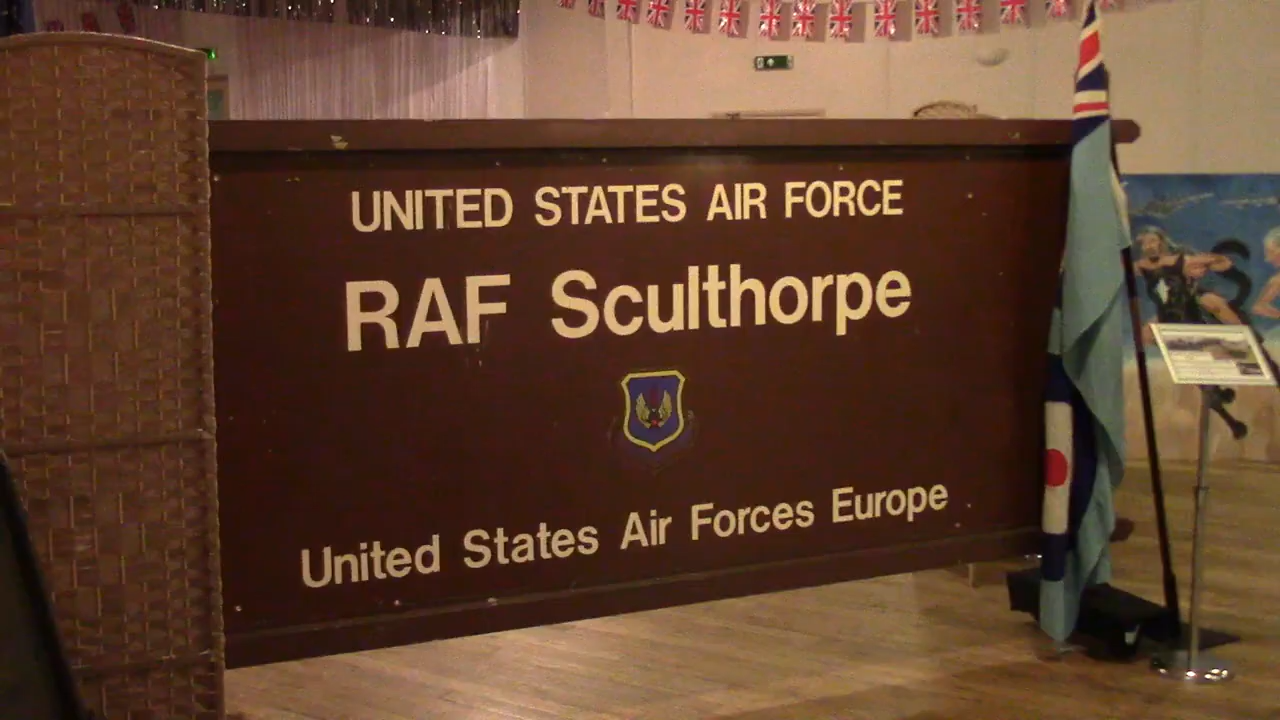 UNITED STATES AIR FORCE
RAF Sculthorpe
United States Air Forces Europe